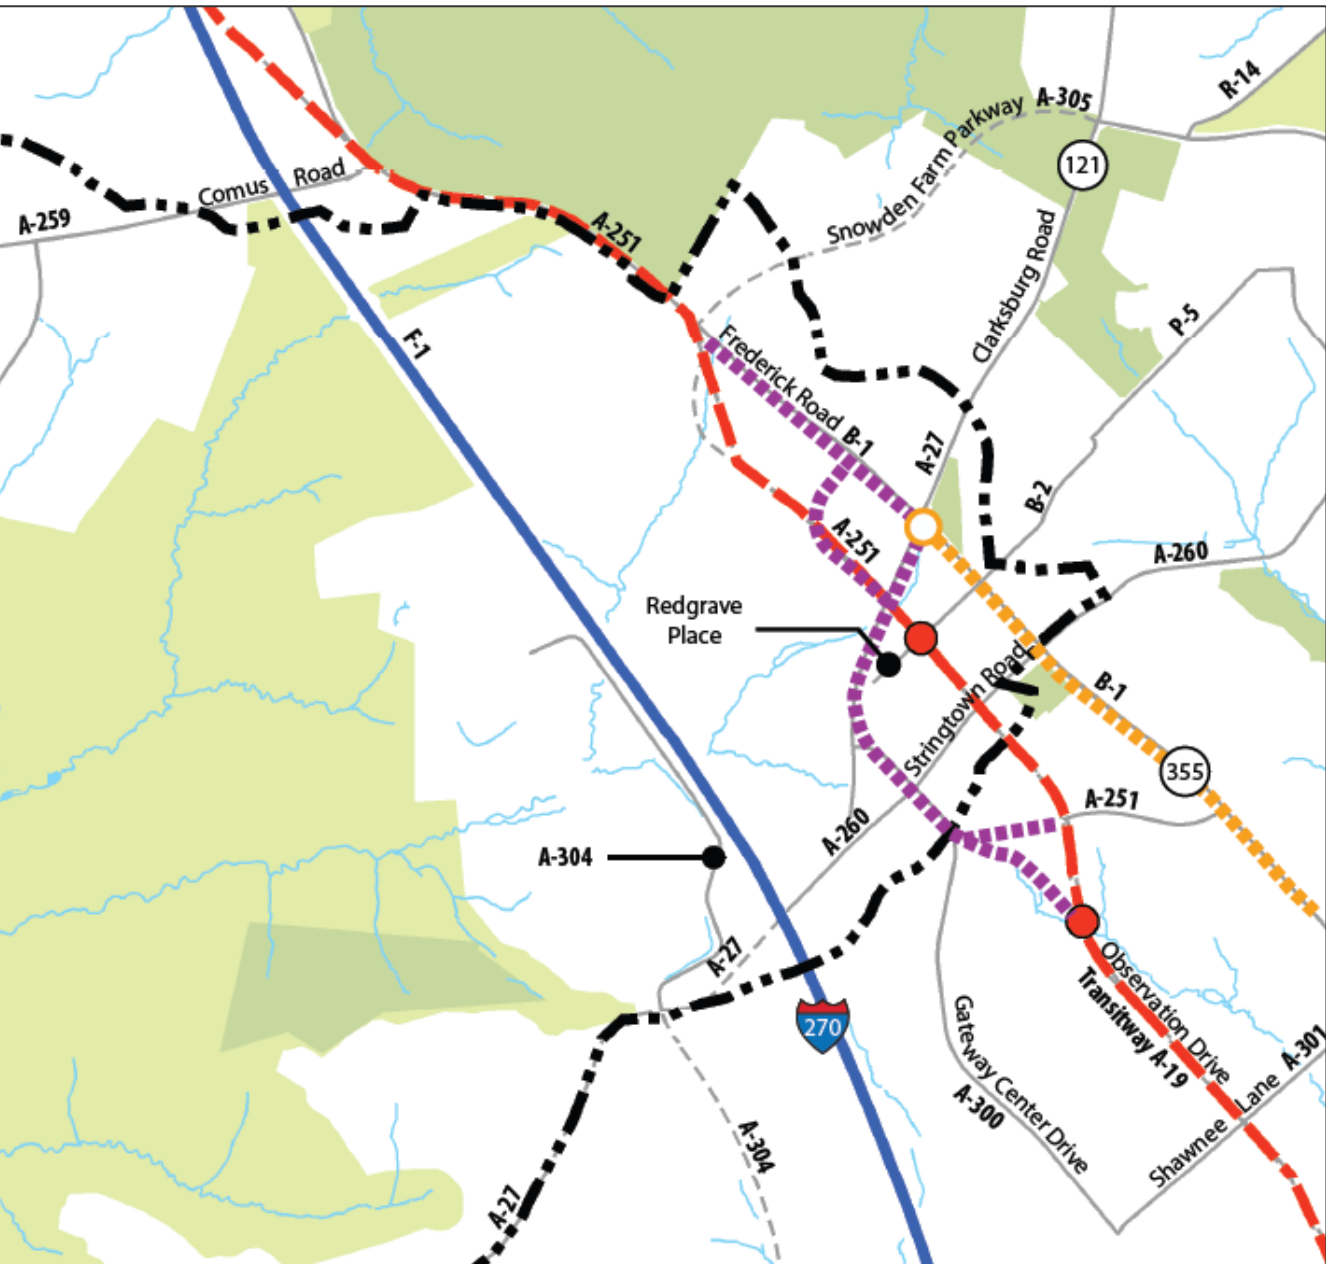 R-14
A-305
Snowden Farm Parkway
121
Comus Road
A-259
A-251
Clarksburg Road
P-5
F-1
Frederick Road
B-1
A-27
B-2
A-251
A-260
Redgrave
Place
Stringtown Road
B-1
355
A-251
A-260
A-304
A-27
270
Observation Drive
Transitway A-19
Gateway Center Drive
A-300
Shawnee Lane
A-301
A-304
A-27